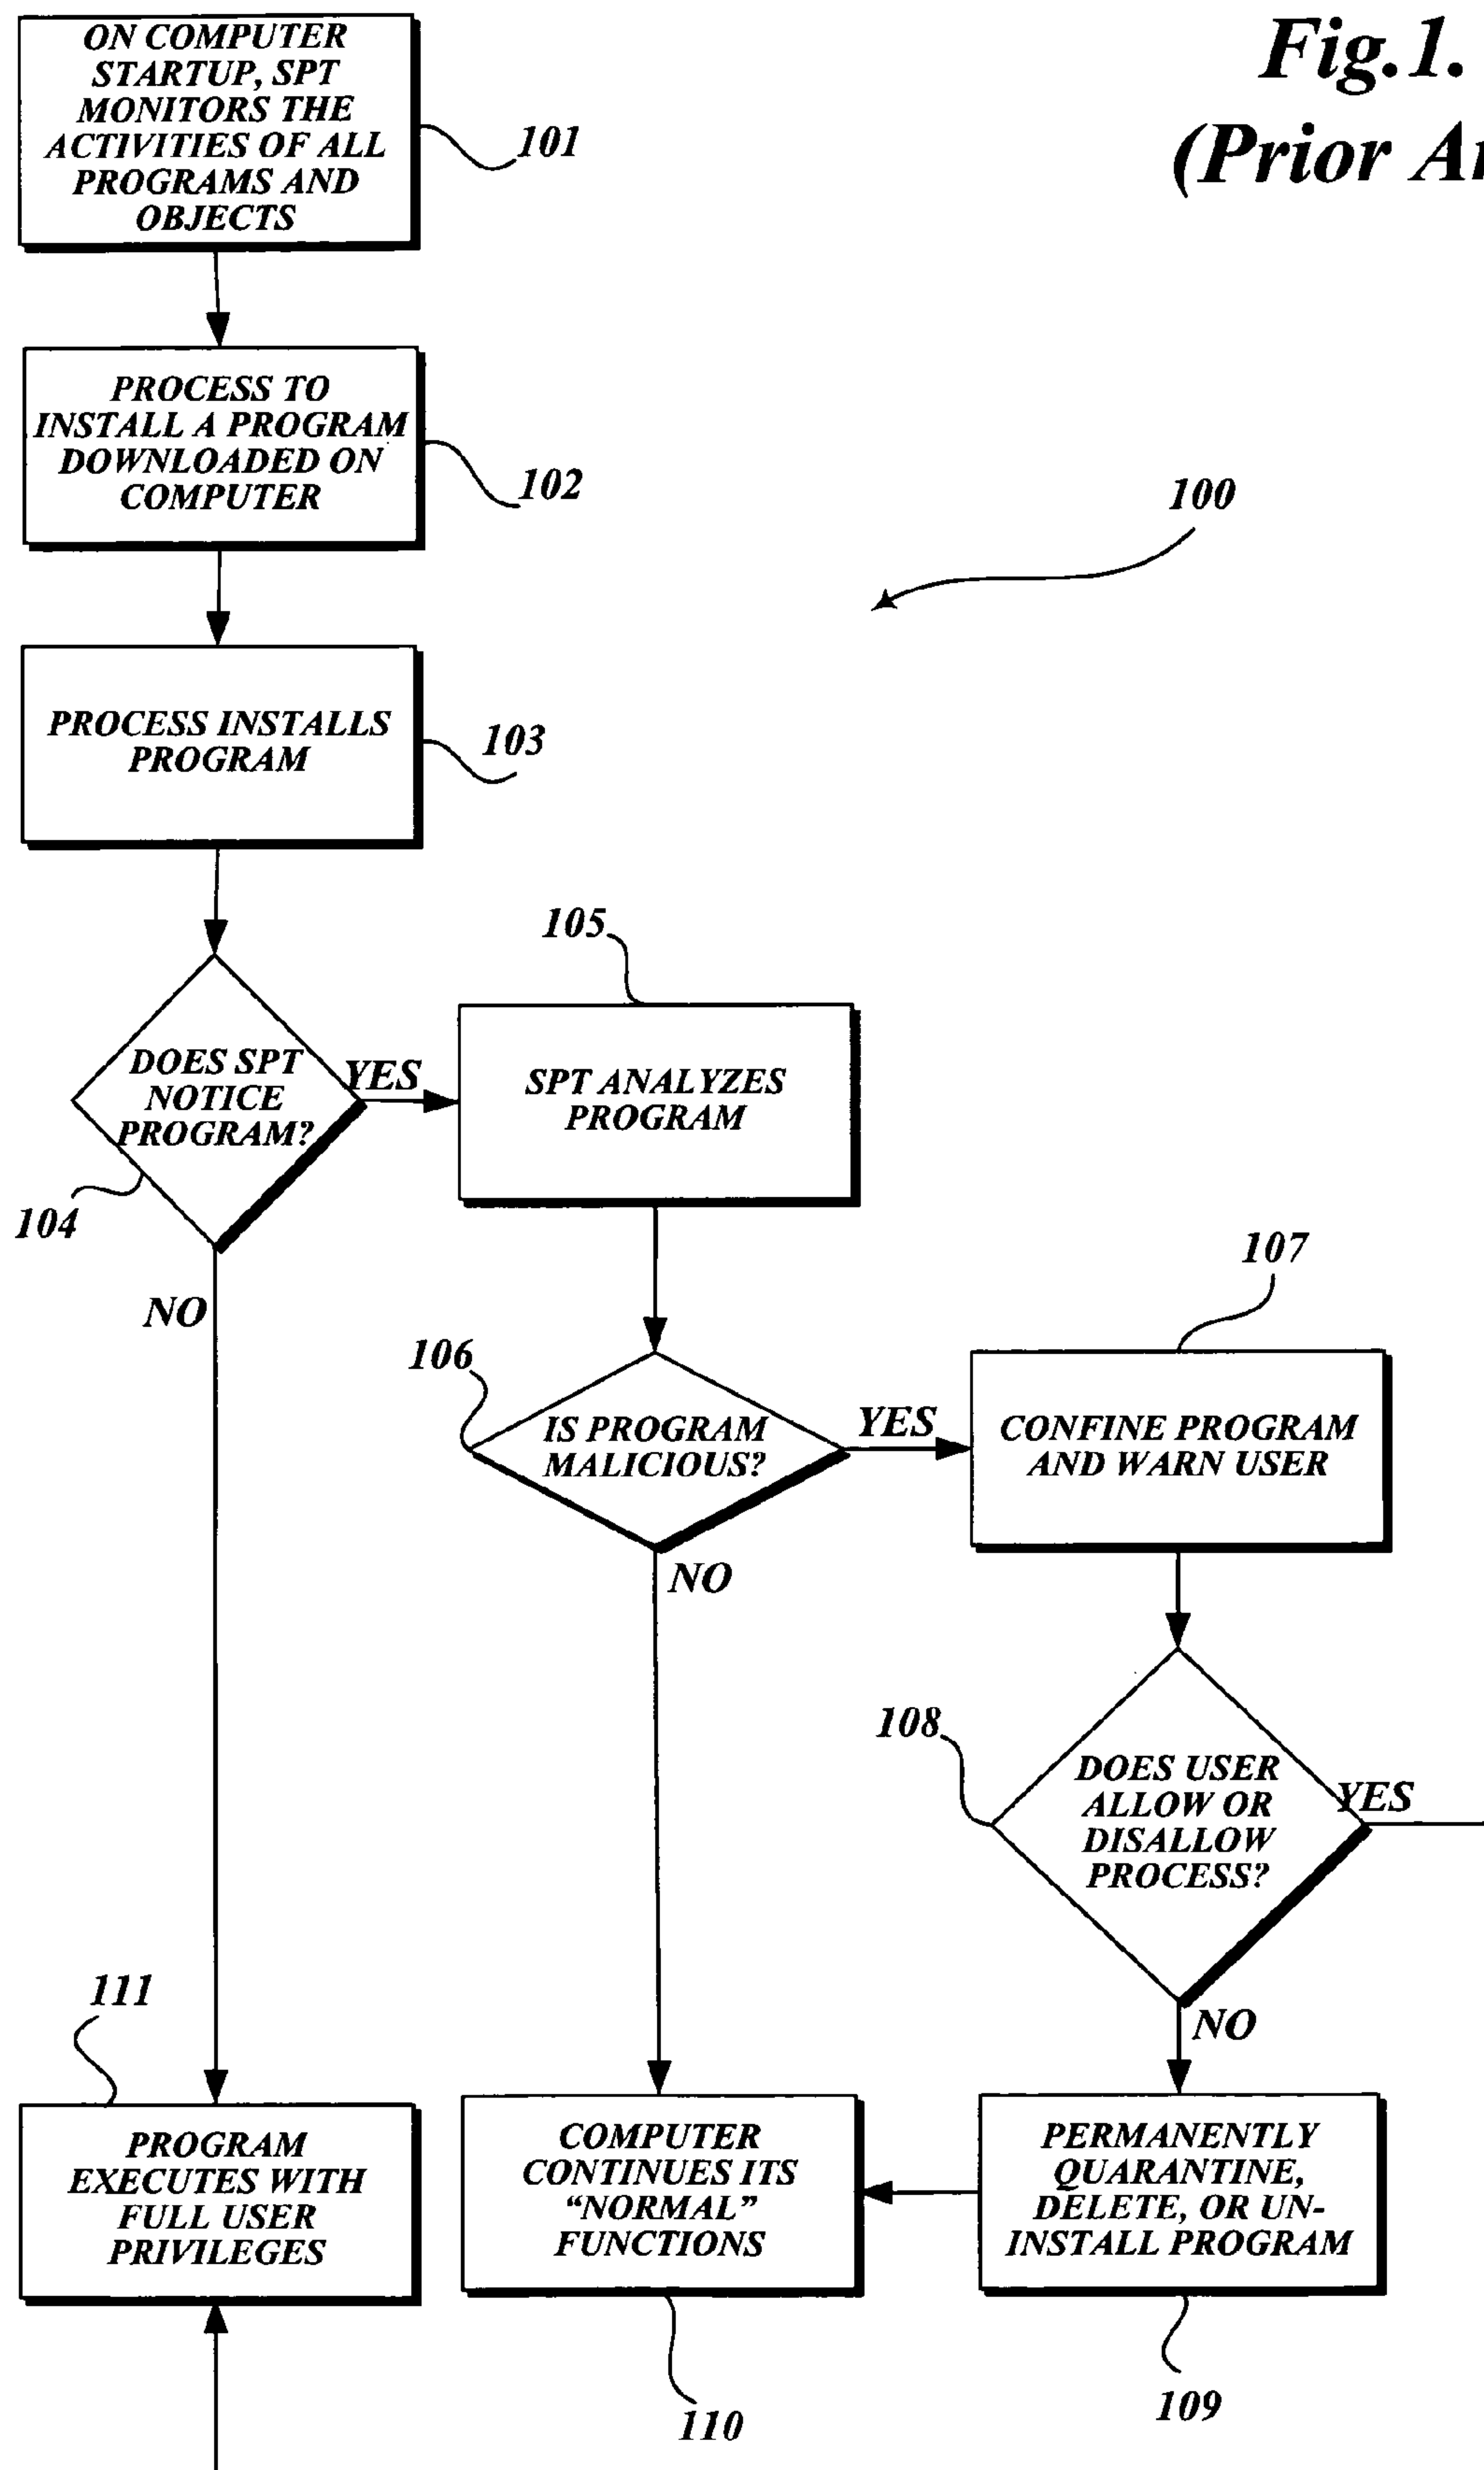 Fig.1.
(Prior Ar
ON COMPUTER
STARTUP, SPT
MONITORS THE
ACTIVITIES OF ALL
PROGRAMS AND
OBJECTS
101
PROCESS TO
INSTALL A PROGRAM
DOWNLOADED ON
COMPUTER
102
100
PROCESS INSTALLS
PROGRAM
103
105
DOES SPT
NOTICE
PROGRAM?
YES
SPT ANALYZES
PROGRAM
104
NO
107
106
IS PROGRAM
MALICIOUS?
YES
CONFINE PROGRAM
AND WARN USER
NO
108
DOES USER
ALLOW OR
DISALLOW
PROCESS?
YES
NO
111
PROGRAM
EXECUTES WITH
FULL USER
PRIVILEGES
COMPUTER
CONTINUES ITS
“NORMAL”
FUNCTIONS
PERMANENTLY
QUARANTINE,
DELETE, OR UN-
INSTALL PROGRAM
110
109